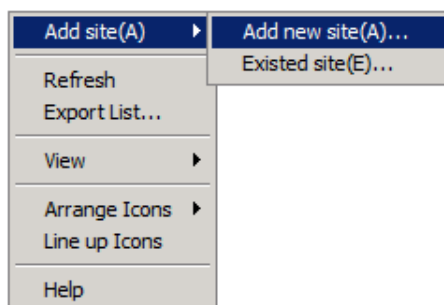 Add site(A)
Add new site(A)...
Existed site(E)...
Refresh
Export List...
View
Arrange Icons
Line up Icons
Help